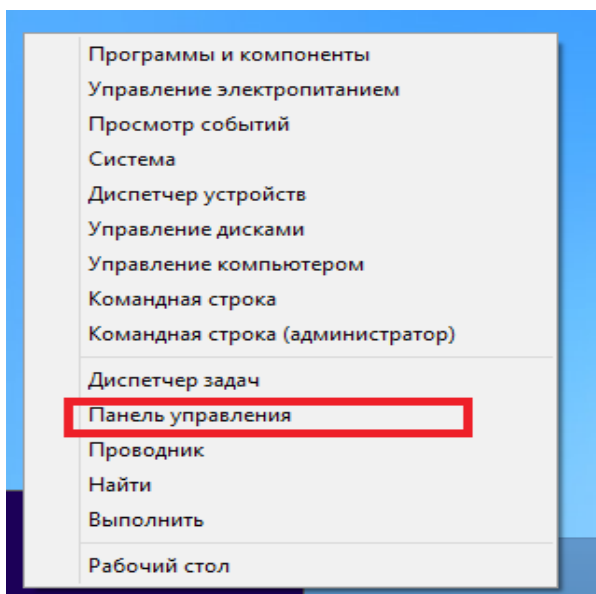 Программы и компоненты
Управление электропитанием
Просмотр событий
Система
Диспетчер устройств
Управление дисками
Управление компьютером
Командная строка
Командная строка (администратор)
Диспетчер задач
Панель управления
Проводник
Найти
Выполнить
Рабочий стол